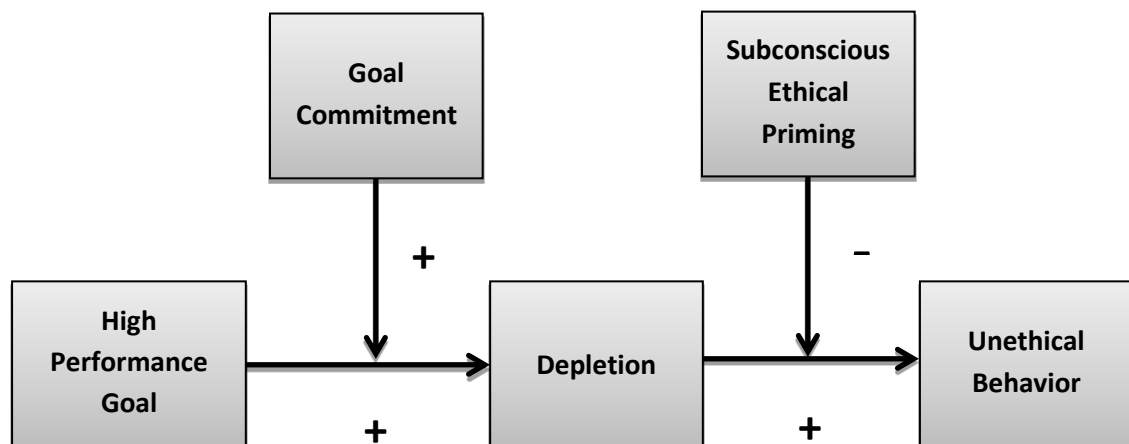 Goal
Commitment
Subconscious
Ethical
Priming
+
–
High
Performance
Goal
Depletion
Unethical
Behavior
+
+